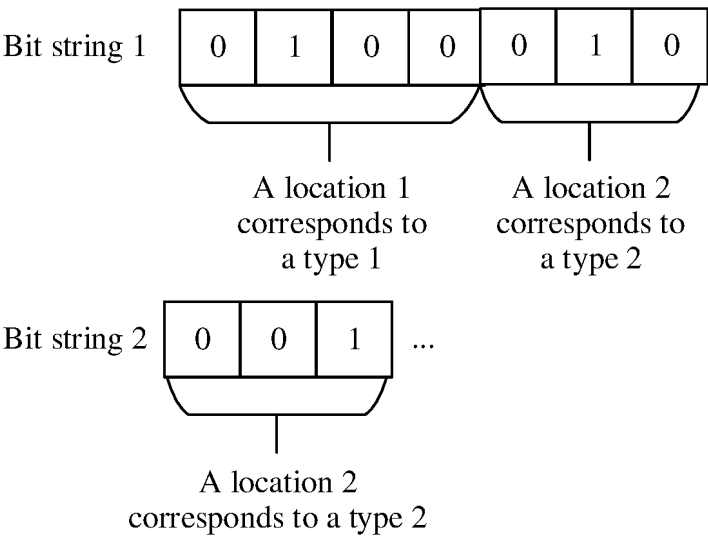 Bit string 1 0 1 0 0 0 1 0
A location 1 A location 2
corresponds to corresponds to
a type 1 a type 2
Bit string 2 0 0 1 ...
A location 2
corresponds to a type 2